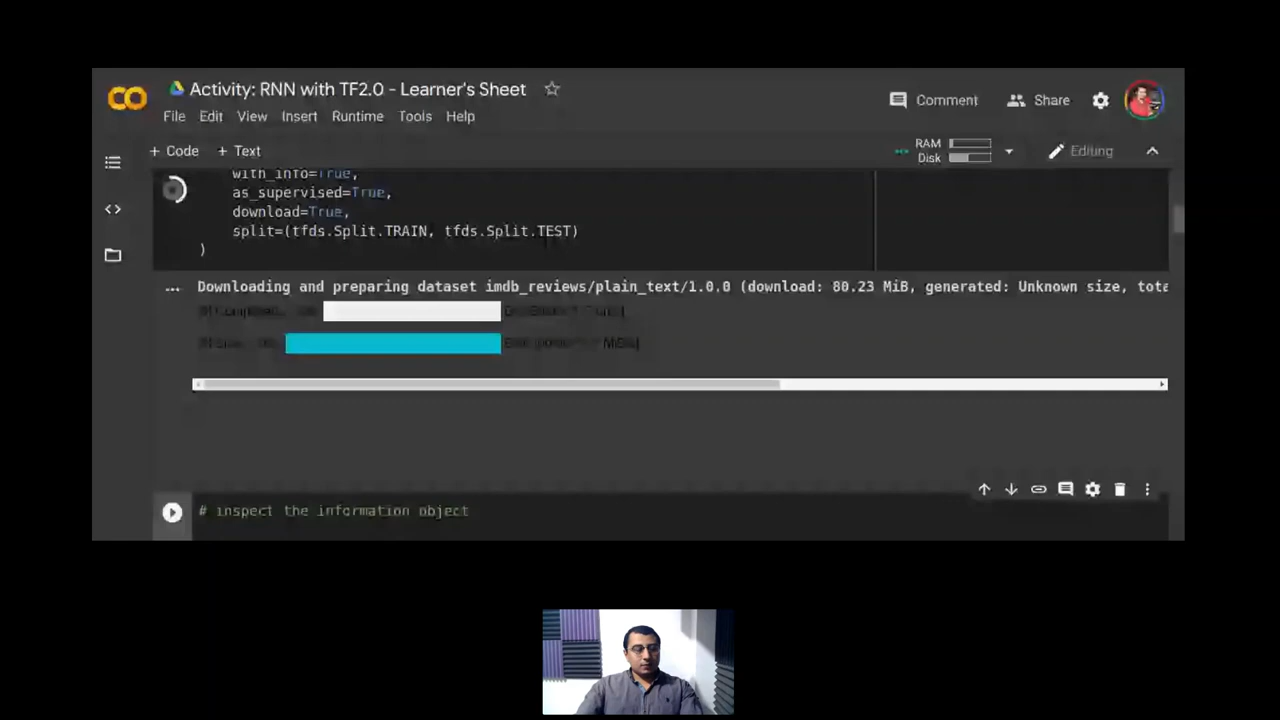 Activity: RNN with TF2.0 - Learner's Sheet
Comment
Share
File Edit View Insert Runtime Tools Help
+ Code + Text
RAM
Disk
Editing
with_info=True,
as_supervised=True,
download=True,
split=(tfds.Split.TRAIN, tfds.Split.TEST)
)
... Downloading and preparing dataset imdb_reviews/plain_text/1.0.0 (download: 80.23 MiB, generated: Unknown size, tota
# inspect the information object